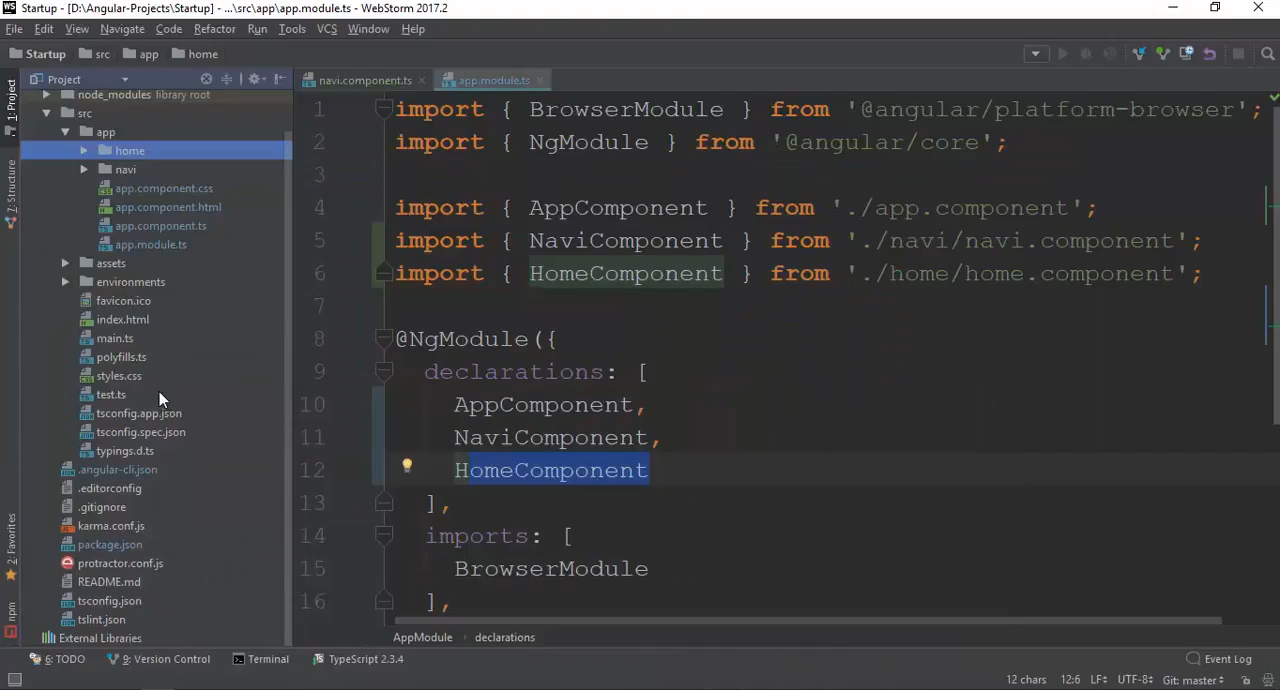 WS Startup - [D:\Angular-Projects\Startup] - ...\src\app\app.module.ts - WebStorm 2017.2
File Edit View Navigate Code Refactor Run Tools VCS Window Help
Startup src app home
Project
navi.component.ts app.module.ts
1: Project
7: Structure
2: Favorites
npm
node_modules library root
src
app
home
navi
app.component.css
app.component.html
app.component.ts
app.module.ts
assets
environments
favicon.ico
index.html
main.ts
polyfills.ts
styles.css
test.ts
tsconfig.app.json
tsconfig.spec.json
typings.d.ts
.angular-cli.json
.editorconfig
.gitignore
karma.conf.js
package.json
protractor.conf.js
README.md
tsconfig.json
tslint.json
External Libraries
1 import { BrowserModule } from '@angular/platform-browser';
2 import { NgModule } from '@angular/core';
3
4 import { AppComponent } from './app.component';
5 import { NaviComponent } from './navi/navi.component';
6 import { HomeComponent } from './home/home.component';
7
8 @NgModule({
9 declarations: [
10 AppComponent,
11 NaviComponent,
12 HomeComponent
13 ],
14 imports: [
15 BrowserModule
16 ],
AppModule declarations
6: TODO 9: Version Control Terminal TypeScript 2.3.4 Event Log
12 chars 12:6 LF UTF-8 Git: master